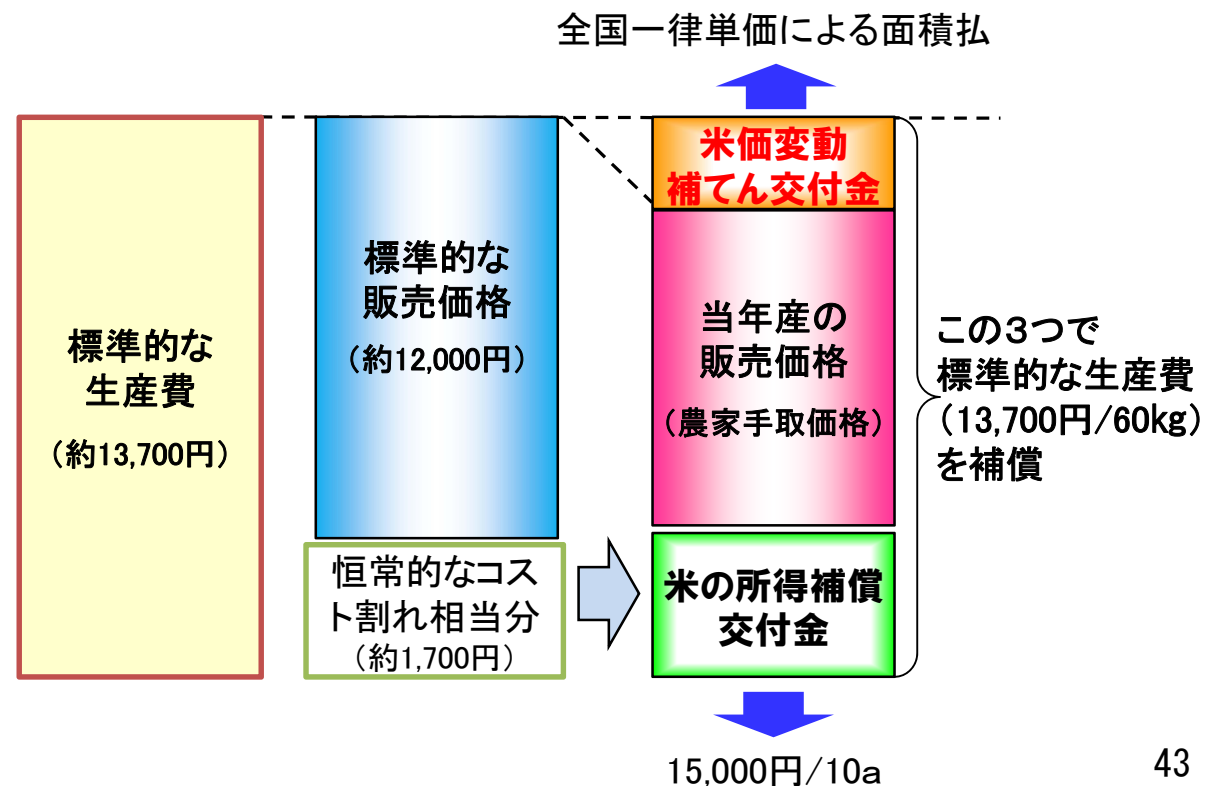 全国一律単価による面積払
標準的な
生産費
（約13,700円）
標準的な
販売価格
（約12,000円）
恒常的なコス
ト割れ相当分
（約1,700円）
米価変動
補てん交付金
当年産の
販売価格
（農家手取価格）
米の所得補償
交付金
この３つで
標準的な生産費
（13,700円/60kg）
を補償
15,000円/10a
43